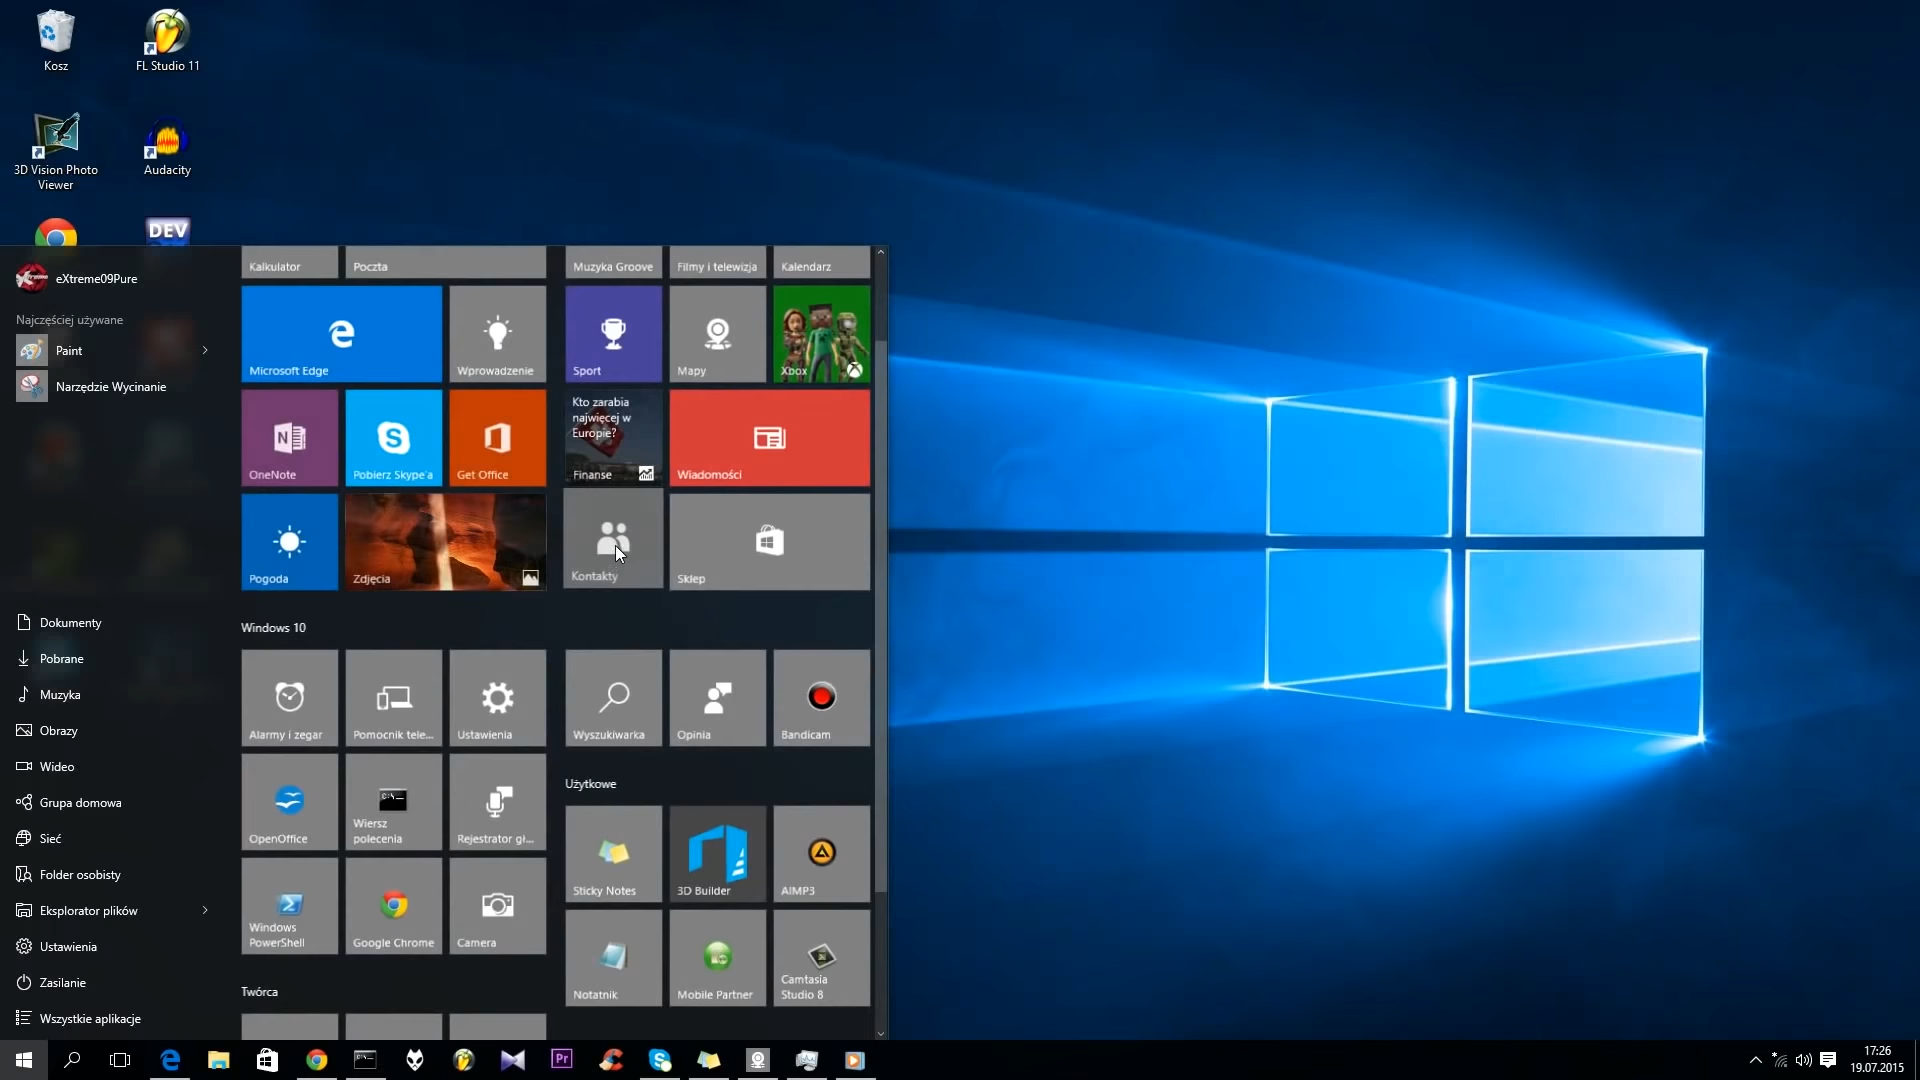 Kosz
FL Studio 11
3D Vision Photo
Viewer
Audacity
DEV
eXtreme09Pure
Najczęściej używane
Paint
Narzędzie Wycinanie
Dokumenty
Pobrane
Muzyka
Obrazy
Wideo
Grupa domowa
Sieć
Folder osobisty
Eksplorator plików
Ustawienia
Zasilanie
Wszystkie aplikacje
Kalkulator
Poczta
Muzyka Groove
Filmy i telewizja
Kalendarz
Microsoft Edge
Wprowadzenie
Sport
Mapy
Xbox
OneNote
Pobierz Skype'a
Get Office
Kto zarabia
najwięcej w
Europie?
Finanse
Wiadomości
Pogoda
Zdjęcia
Kontakty
Sklep
Windows 10
Alarmy i zegar
Pomocnik tele...
Ustawienia
Wyszukiwarka
Opinia
Bandicam
OpenOffice
Wiersz
polecenia
Rejestrator gł...
Użytkowe
Sticky Notes
3D Builder
AIMP3
Windows
PowerShell
Google Chrome
Camera
Notatnik
Mobile Partner
Camtasia
Studio 8
Twórca
Pr
17:26
19.07.2015